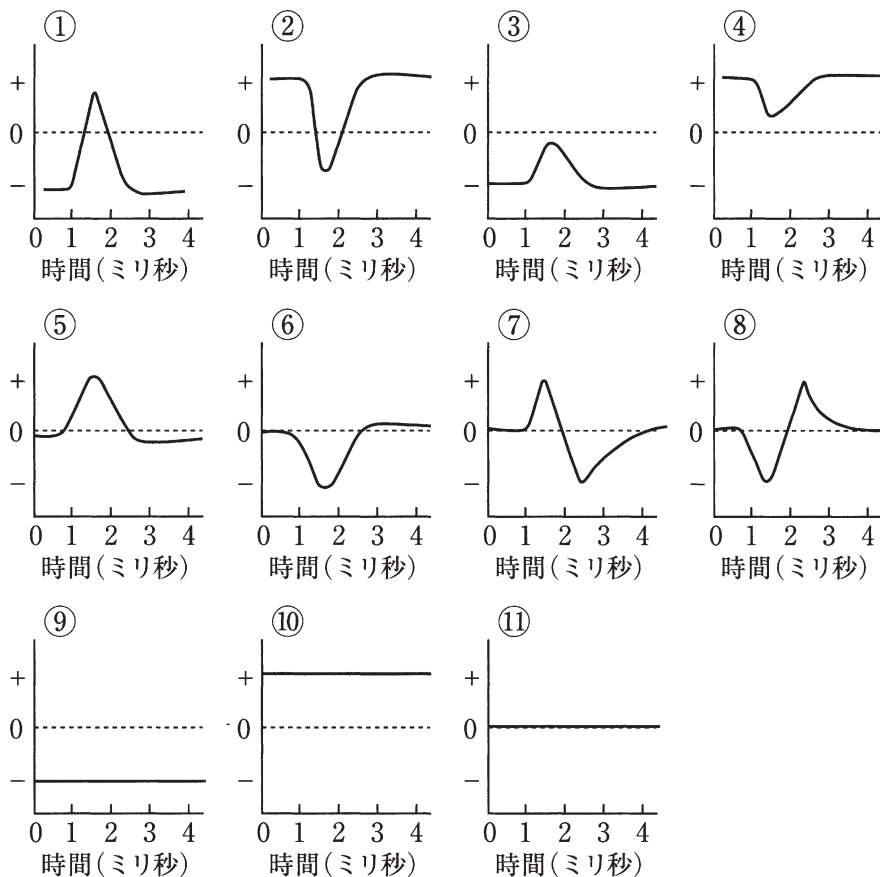 ① ② ③ ④
+ + + +
0 0 0 0
− − − −
0 1 2 3 4 0 1 2 3 4 0 1 2 3 4 0 1 2 3 4
時間(ミリ秒) 時間(ミリ秒) 時間(ミリ秒) 時間(ミリ秒)
⑤ ⑥ ⑦ ⑧
+ + + +
0 0 0 0
− − − −
0 1 2 3 4 0 1 2 3 4 0 1 2 3 4 0 1 2 3 4
時間(ミリ秒) 時間(ミリ秒) 時間(ミリ秒) 時間(ミリ秒)
⑨ ⑩ ⑪
+ + +
0 0 0
− − −
0 1 2 3 4 0 1 2 3 4 0 1 2 3 4
時間(ミリ秒) 時間(ミリ秒) 時間(ミリ秒)